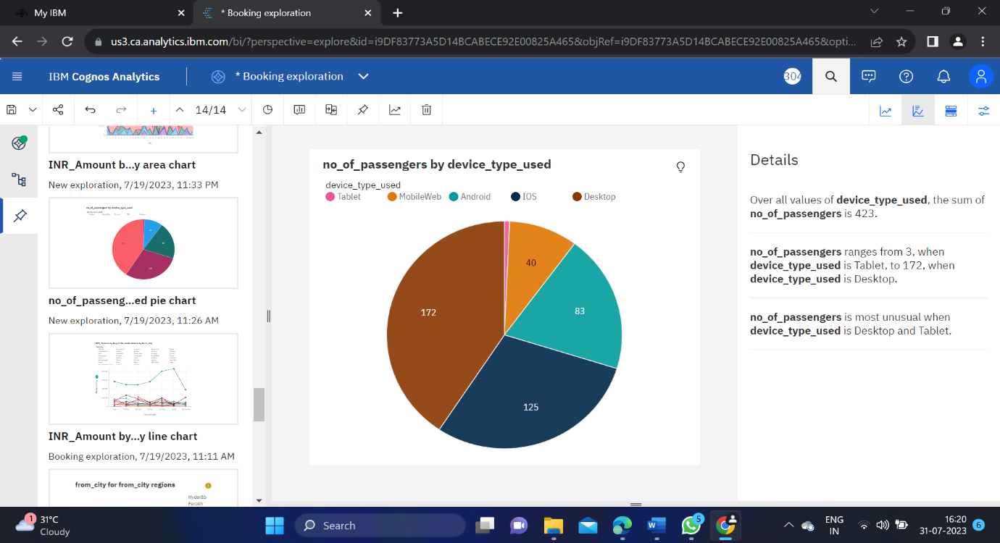 My IBM
* Booking exploration
us3.ca.analytics.ibm.com/bi/?perspective=explore&id=i9DF83773A5D14BCABECE92E00825A465&objRef=i9DF83773A5D14BCABECE92E00825A465&opti...
IBM Cognos Analytics
* Booking exploration
304
14/14
INR_Amount b...y area chart
New exploration, 7/19/2023, 11:33 PM
no_of_passengers by device_type_used
no_of_passeng...ed pie chart
New exploration, 7/19/2023, 11:26 AM
INR_Amount by...y line chart
Booking exploration, 7/19/2023, 11:11 AM
from_city for from_city regions
Hyderãb
Ferokh
no_of_passengers by device_type_used
device_type_used
Tablet
MobileWeb
Android
IOS
Desktop
40
83
125
172
Details
Over all values of device_type_used, the sum of
no_of_passengers is 423.
no_of_passengers ranges from 3, when
device_type_used is Tablet, to 172, when
device_type_used is Desktop.
no_of_passengers is most unusual when
device_type_used is Desktop and Tablet.
1
31°C
Cloudy
Search
5
ENG
IN
16:20
31-07-2023
6